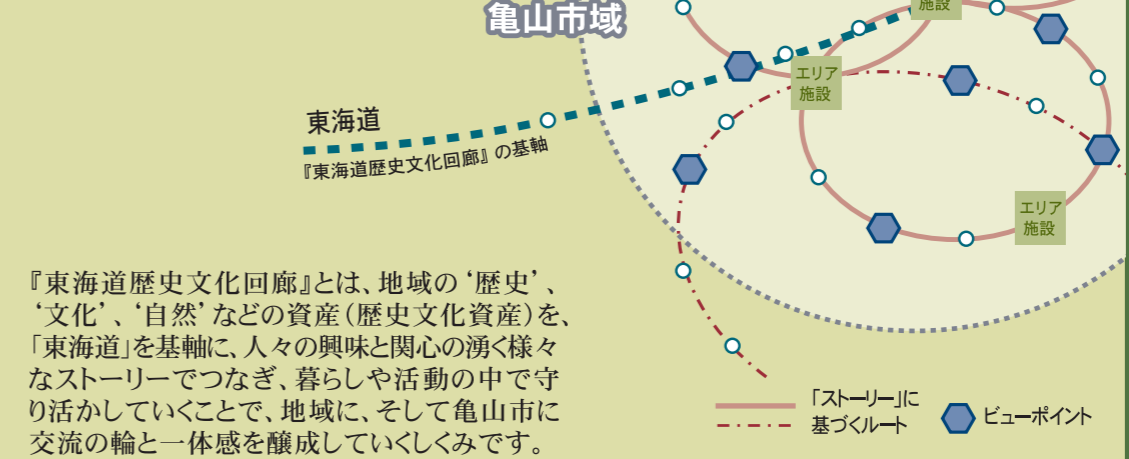 施設
亀山市域
エリア
施設
東海道
『東海道歴史文化回廊』の基軸
エリア
施設
『東海道歴史文化回廊』とは、地域の‘歴史’、
‘文化’、‘自然’などの資産（歴史文化資産）を、
「東海道」を基軸に、人々の興味と関心の湧く様々
なストーリーでつなぎ、暮らしや活動の中で守
り活かしていくことで、地域に、そして亀山市に
交流の輪と一体感を醸成していくしくみです。
「ストーリー」に
基づくルート
ビューポイント